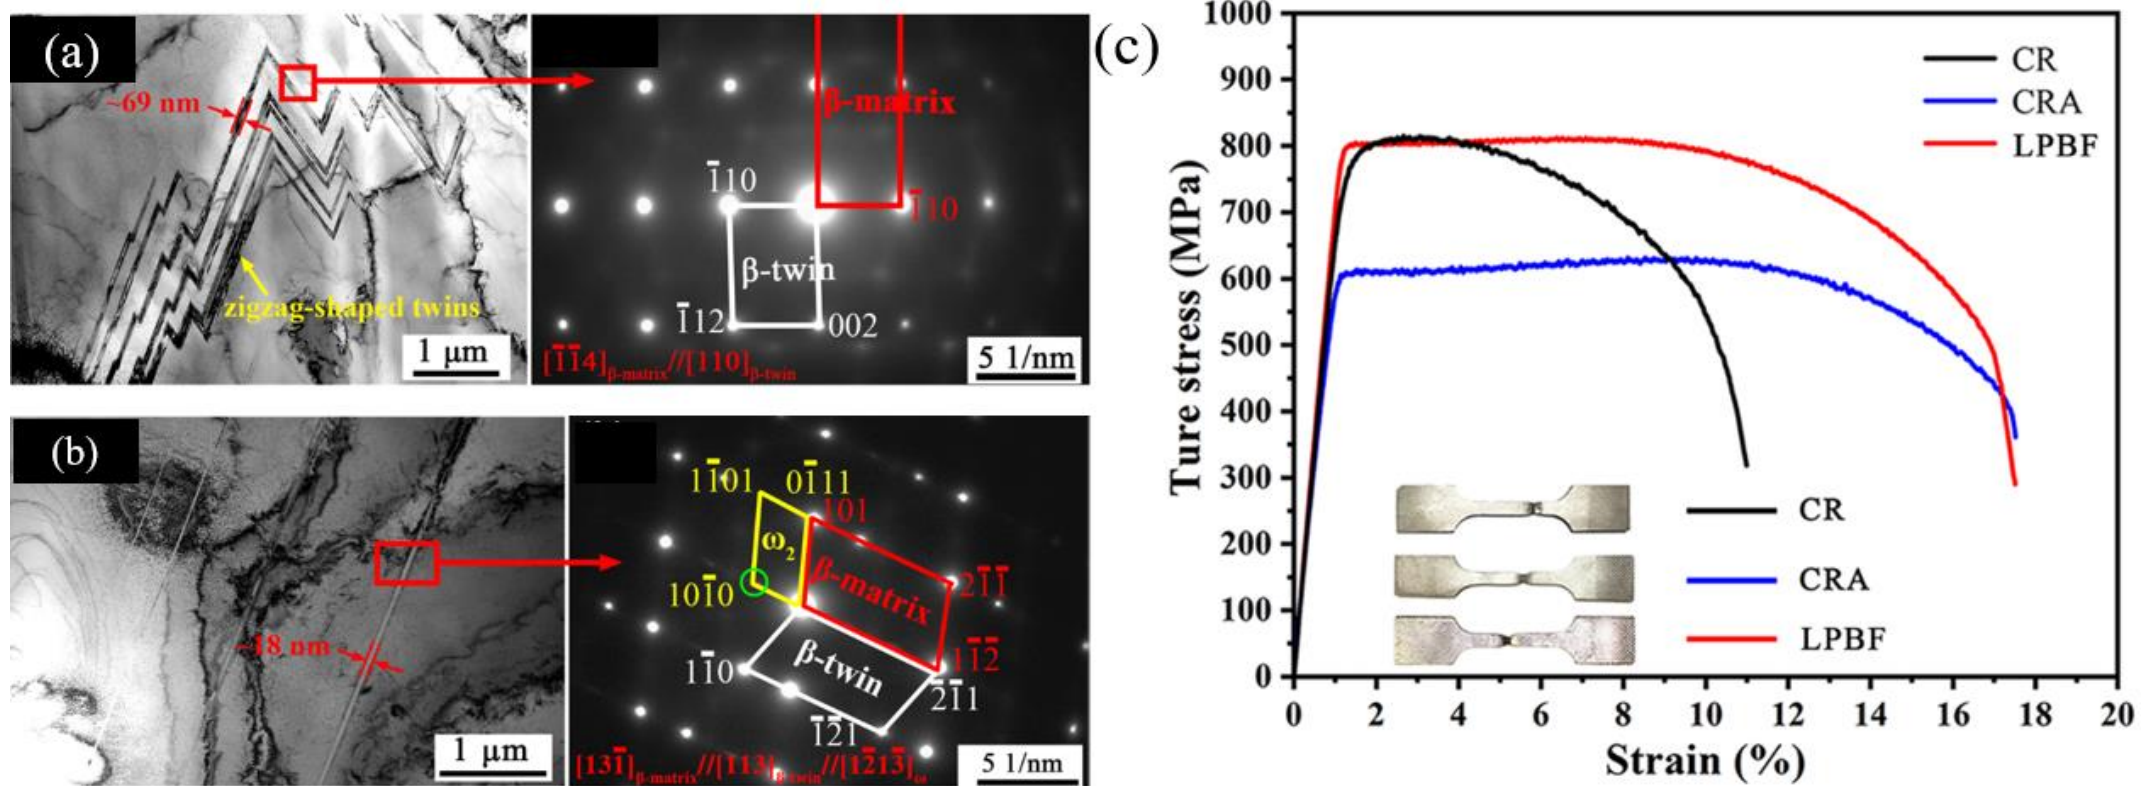 (a)
~69 nm
zigzag-shaped twins
1 μm
β-matrix
1̄10
1̄10
β-twin
1̄12
002
[1̄1̄4]β-matrix//[110]β-twin
5 1/nm
(b)
~18 nm
1 μm
11̄01
01̄11
101
ω2
β-matrix
21̄1̄
101̄0
11̄2̄
β-twin
11̄0
2̄1̄1
1̄2̄1
[131̄]β-matrix//[113]β-twin//[12̄13̄]ω
5 1/nm
(c)
Ture stress (MPa)
1000
900
800
700
600
500
400
300
200
100
0
CR
CRA
LPBF
CR
CRA
LPBF
0 2 4 6 8 10 12 14 16 18 20
Strain (%)